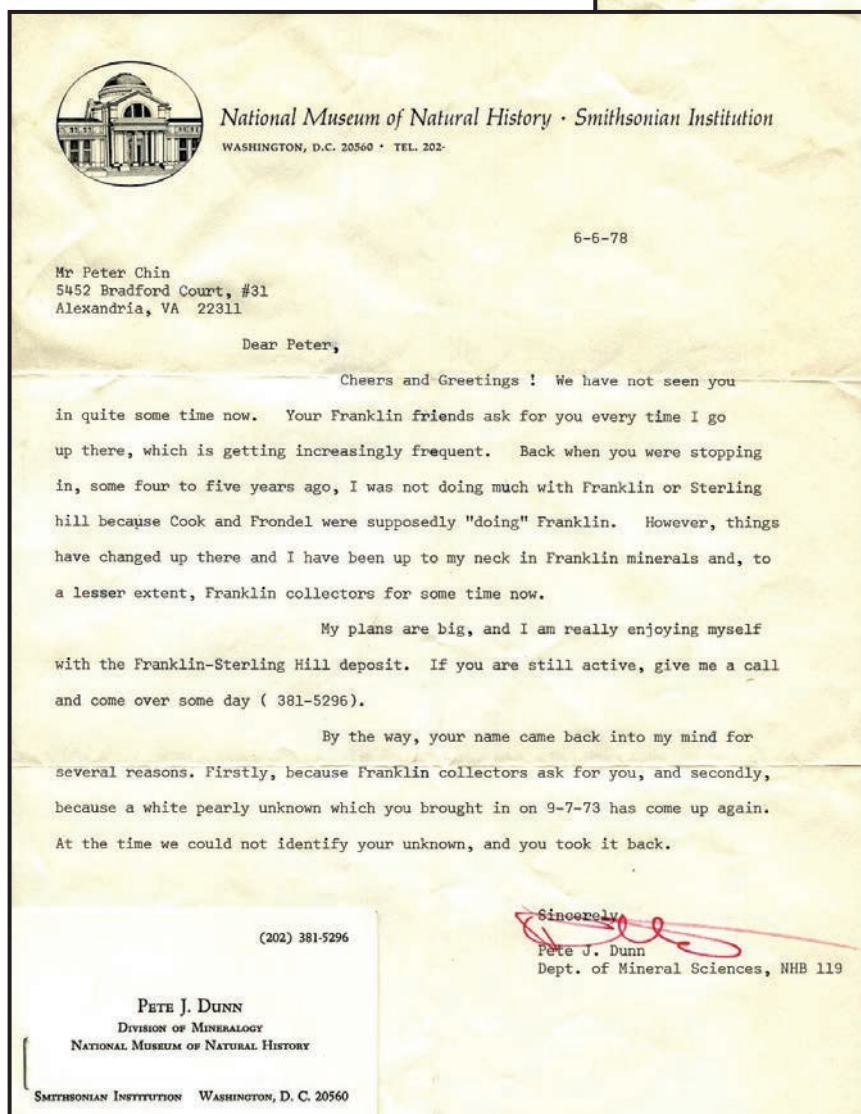 National Museum of Natural History · Smithsonian Institution
WASHINGTON, D.C. 20560 · TEL. 202-
6-6-78
Mr Peter Chin
5452 Bradford Court, #31
Alexandria, VA 22311
Dear Peter,
Cheers and Greetings ! We have not seen you
in quite some time now. Your Franklin friends ask for you every time I go
up there, which is getting increasingly frequent. Back when you were stopping
in, some four to five years ago, I was not doing much with Franklin or Sterling
hill because Cook and Frondel were supposedly "doing" Franklin. However, things
have changed up there and I have been up to my neck in Franklin minerals and, to
a lesser extent, Franklin collectors for some time now.
My plans are big, and I am really enjoying myself
with the Franklin-Sterling Hill deposit. If you are still active, give me a call
and come over some day ( 381-5296).
By the way, your name came back into my mind for
several reasons. Firstly, because Franklin collectors ask for you, and secondly,
because a white pearly unknown which you brought in on 9-7-73 has come up again.
At the time we could not identify your unknown, and you took it back.
Sincerely
Pete J. Dunn
Dept. of Mineral Sciences, NHB 119
(202) 381-5296
PETE J. DUNN
DIVISION OF MINERALOGY
NATIONAL MUSEUM OF NATURAL HISTORY
SMITHSONIAN INSTITUTION WASHINGTON, D. C. 20560